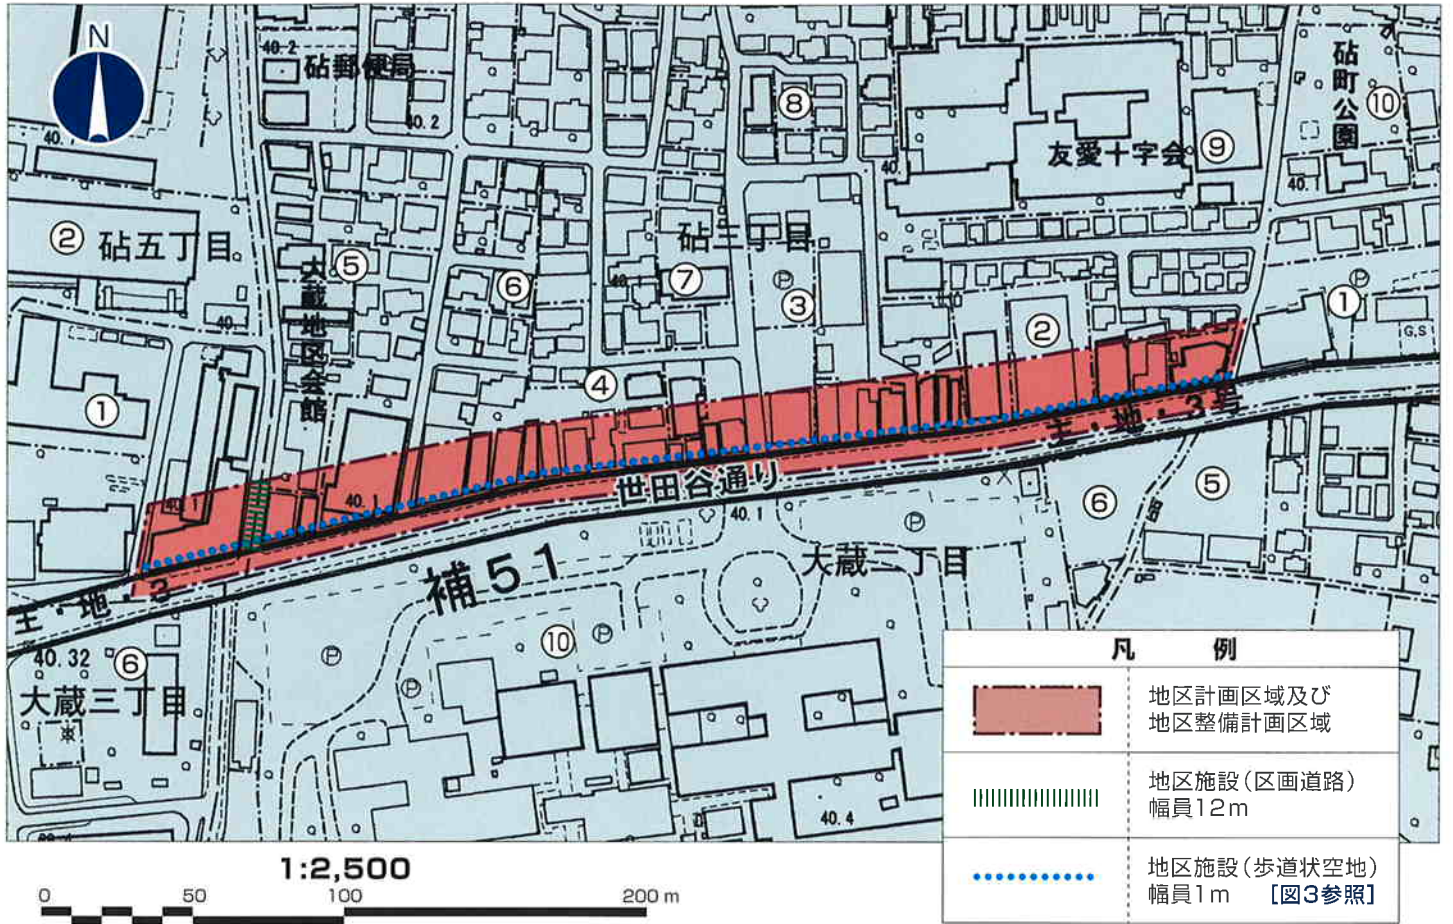 N
40.2
砧郵便局
40.2
⑧
砧町公園
⑩
友愛十字会
⑨
40.
40.
②
砧五丁目
⑤
大蔵地区会館
⑥
砧三丁目
⑦
Ⓟ
③
Ⓟ
①
②
G.S
40.
①
④
40.1
40.1
主・地・3号
世田谷通り
40.1
⑥
⑤
Ⓟ
補51
大蔵二丁目
主・地・3
40.32
⑥
大蔵三丁目
Ⓟ
⑩
Ⓟ
Ⓟ
40.4
凡 例
地区計画区域及び
地区整備計画区域
地区施設(区画道路)
幅員12m
地区施設(歩道状空地)
幅員1m [図3参照]
1:2,500
0 50 100 200 m